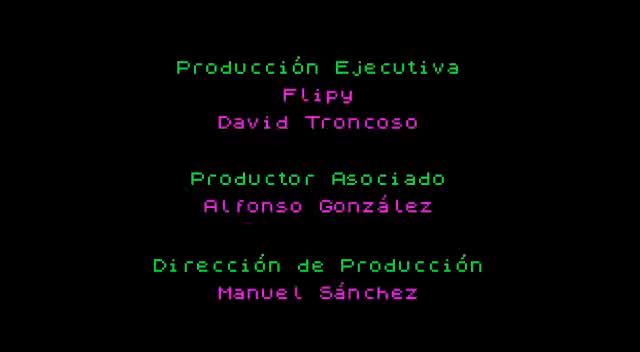 Producción Ejecutiva
Flipy
David Troncoso
Productor Asociado
Alfonso González
Dirección de Producción
Manuel Sánchez